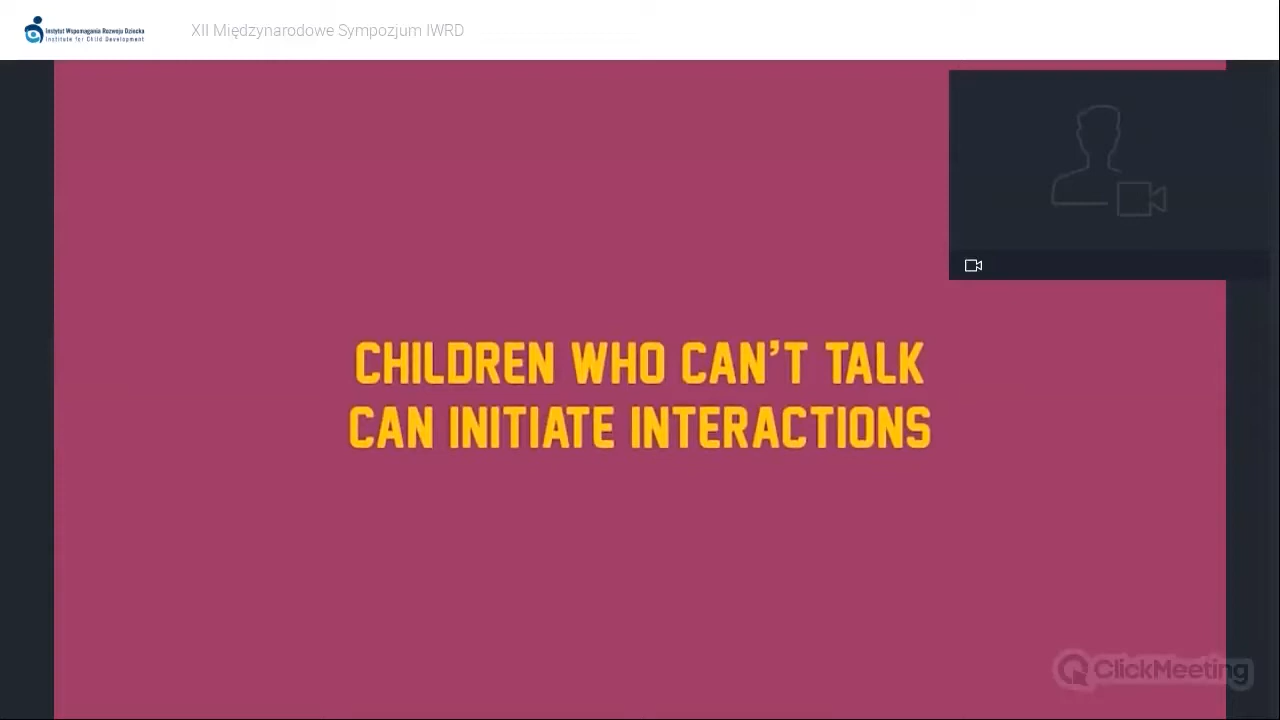 Instytut Wspomagania Rozwoju Dziecka
Institute for Child Development
XII Międzynarodowe Sympozjum IWRD
CHILDREN WHO CAN’T TALK
CAN INITIATE INTERACTIONS
ClickMeeting